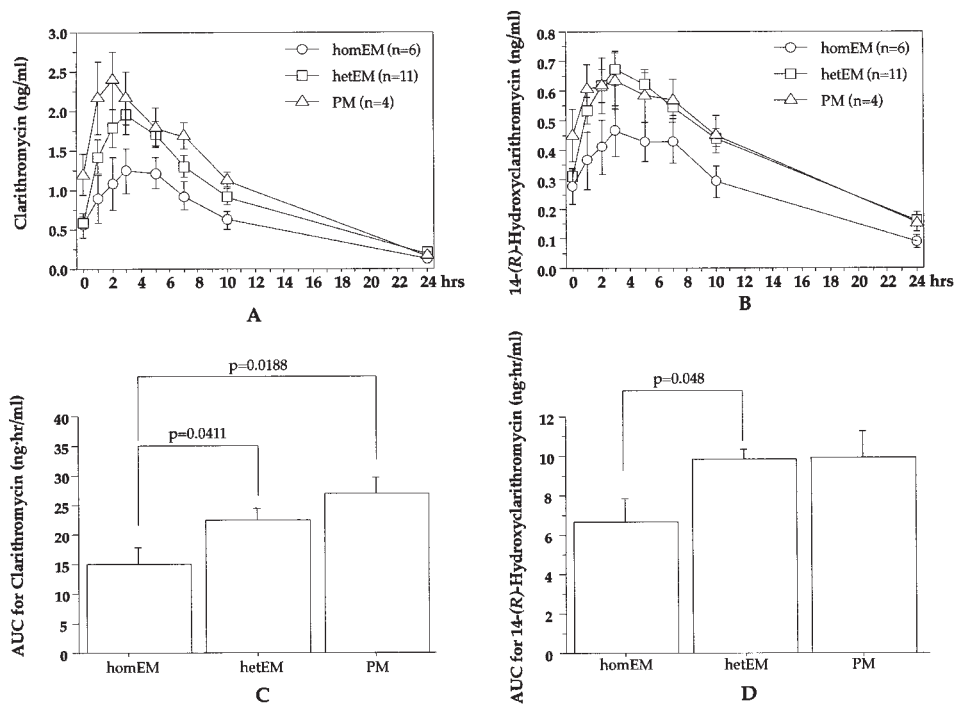 Clarithromycin (ng/ml)
3.0
2.5
2.0
1.5
1.0
0.5
0.0
homEM (n=6)
hetEM (n=11)
PM (n=4)
0 2 4 6 8 10 12 14 16 18 20 22 24 hrs
A
14-(R)-Hydroxyclarithromycin (ng/ml)
0.8
0.7
0.6
0.5
0.4
0.3
0.2
0.1
0.0
homEM (n=6)
hetEM (n=11)
PM (n=4)
0 2 4 6 8 10 12 14 16 18 20 22 24 hrs
B
AUC for Clarithromycin (ng·hr/ml)
40
35
30
25
20
15
10
5
0
p=0.0188
p=0.0411
homEM hetEM PM
C
AUC for 14-(R)-Hydroxyclarithromycin (ng·hr/ml)
12
10
8
6
4
2
0
p=0.048
homEM hetEM PM
D